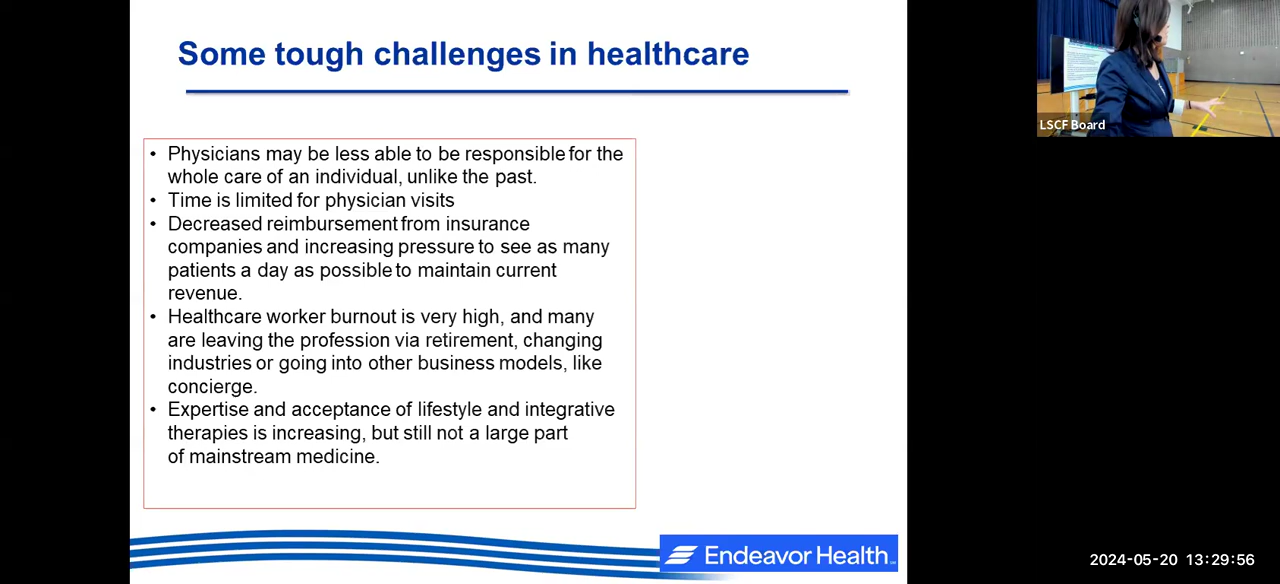 Some tough challenges in healthcare
• Physicians may be less able to be responsible for the
whole care of an individual, unlike the past.
• Time is limited for physician visits
• Decreased reimbursement from insurance
companies and increasing pressure to see as many
patients a day as possible to maintain current
revenue.
• Healthcare worker burnout is very high, and many
are leaving the profession via retirement, changing
industries or going into other business models, like
concierge.
• Expertise and acceptance of lifestyle and integrative
therapies is increasing, but still not a large part
of mainstream medicine.
Endeavor Health
LSCF Board
2024-05-20 13:29:56